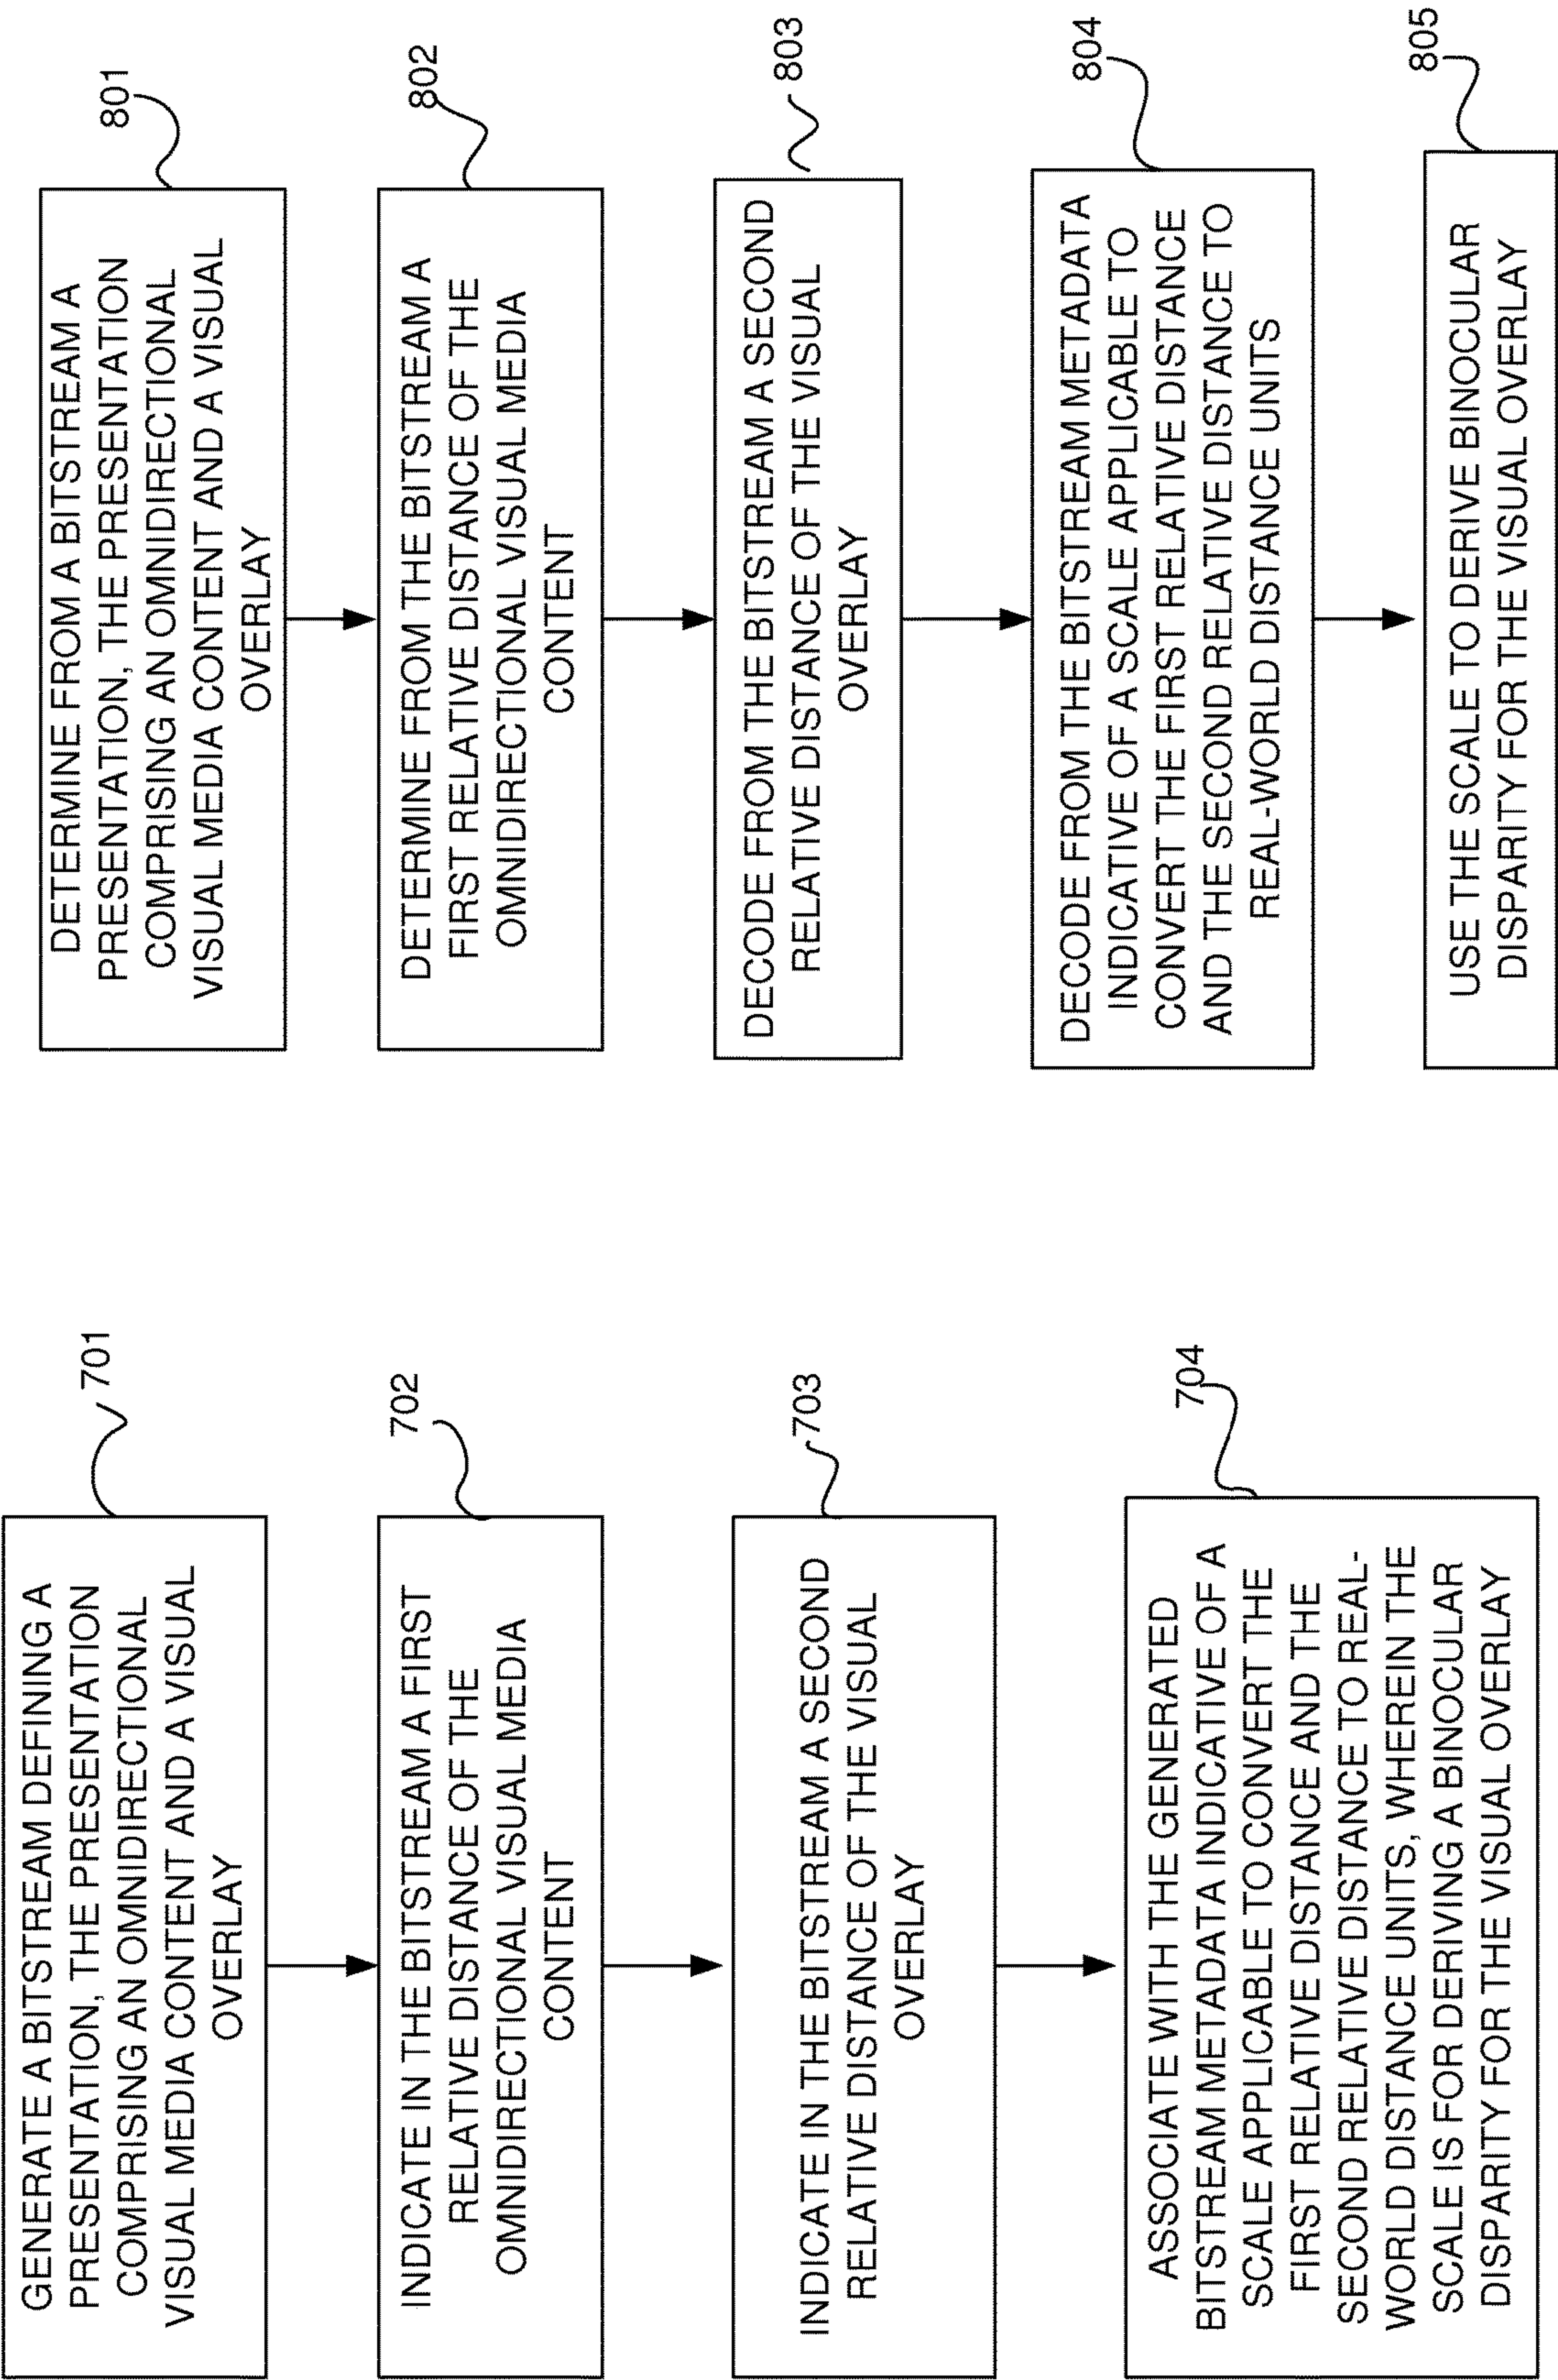 701
GENERATE A BITSTREAM DEFINING A
PRESENTATION, THE PRESENTATION
COMPRISING AN OMNIDIRECTIONAL
VISUAL MEDIA CONTENT AND A VISUAL
OVERLAY
702
INDICATE IN THE BITSTREAM A FIRST
RELATIVE DISTANCE OF THE
OMNIDIRECTIONAL VISUAL MEDIA
CONTENT
703
INDICATE IN THE BITSTREAM A SECOND
RELATIVE DISTANCE OF THE VISUAL
OVERLAY
704
ASSOCIATE WITH THE GENERATED
BITSTREAM METADATA INDICATIVE OF A
SCALE APPLICABLE TO CONVERT THE
FIRST RELATIVE DISTANCE AND THE
SECOND RELATIVE DISTANCE TO REAL-
WORLD DISTANCE UNITS, WHEREIN THE
SCALE IS FOR DERIVING A BINOCULAR
DISPARITY FOR THE VISUAL OVERLAY
801
DETERMINE FROM A BITSTREAM A
PRESENTATION, THE PRESENTATION
COMPRISING AN OMNIDIRECTIONAL
VISUAL MEDIA CONTENT AND A VISUAL
OVERLAY
802
DETERMINE FROM THE BITSTREAM A
FIRST RELATIVE DISTANCE OF THE
OMNIDIRECTIONAL VISUAL MEDIA
CONTENT
803
DECODE FROM THE BITSTREAM A SECOND
RELATIVE DISTANCE OF THE VISUAL
OVERLAY
804
DECODE FROM THE BITSTREAM METADATA
INDICATIVE OF A SCALE APPLICABLE TO
CONVERT THE FIRST RELATIVE DISTANCE
AND THE SECOND RELATIVE DISTANCE TO
REAL-WORLD DISTANCE UNITS
805
USE THE SCALE TO DERIVE BINOCULAR
DISPARITY FOR THE VISUAL OVERLAY